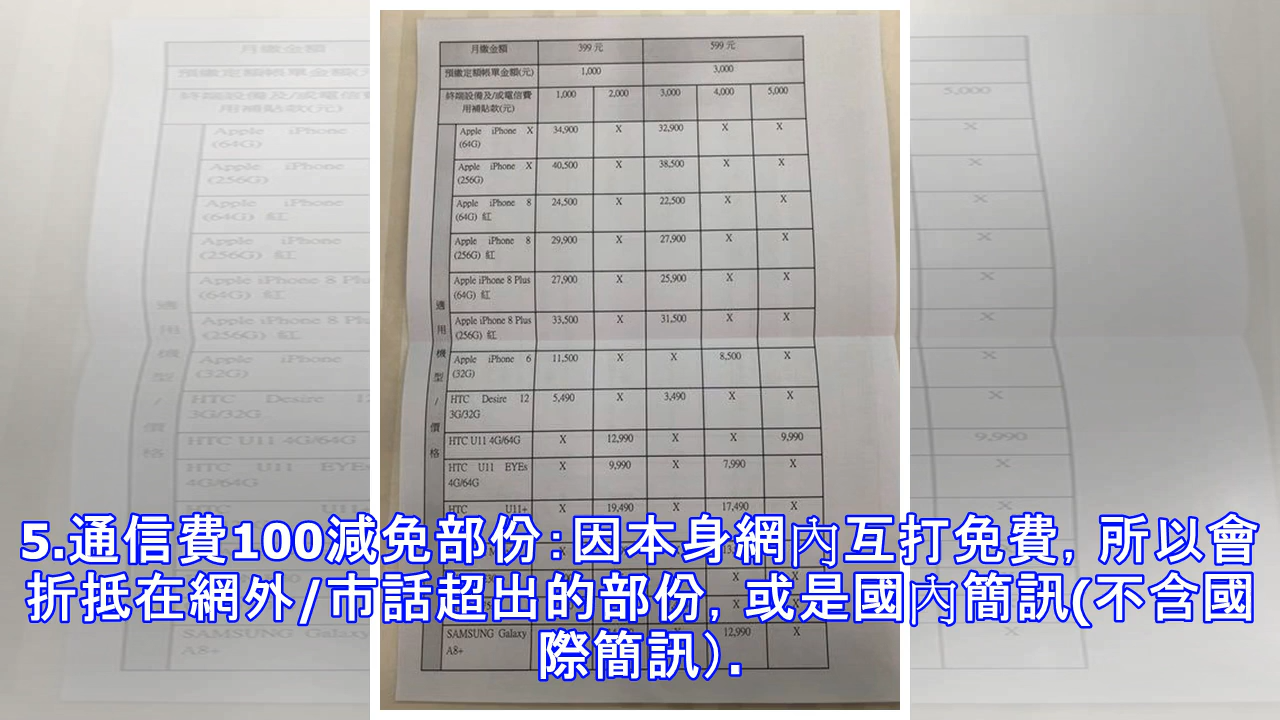 月繳金額 399 元 599 元
預繳定額帳單金額(元) 1,000 3,000
終端設備及/或電信費用補貼款(元) 1,000 2,000 3,000 4,000 5,000
適用機型/價格
Apple iPhone X (64G) 34,900 X 32,900 X X
Apple iPhone X (256G) 40,500 X 38,500 X X
Apple iPhone 8 (64G) 紅 24,500 X 22,500 X X
Apple iPhone 8 (256G) 紅 29,900 X 27,900 X X
Apple iPhone 8 Plus (64G) 紅 27,900 X 25,900 X X
Apple iPhone 8 Plus (256G) 紅 33,500 X 31,500 X X
Apple iPhone 6 (32G) 11,500 X X 8,500 X
HTC Desire 12 3G/32G 5,490 X 3,490 X X
HTC U11 4G/64G X 12,990 X X 9,990
HTC U11 EYEs 4G/64G X 9,990 X 7,990 X
HTC U11+ X 19,490 X 17,490 X
SAMSUNG Galaxy A8+ 12,990 X
5.通信費100減免部份:因本身網內互打免費, 所以會
折抵在網外/市話超出的部份, 或是國內簡訊(不含國
際簡訊).